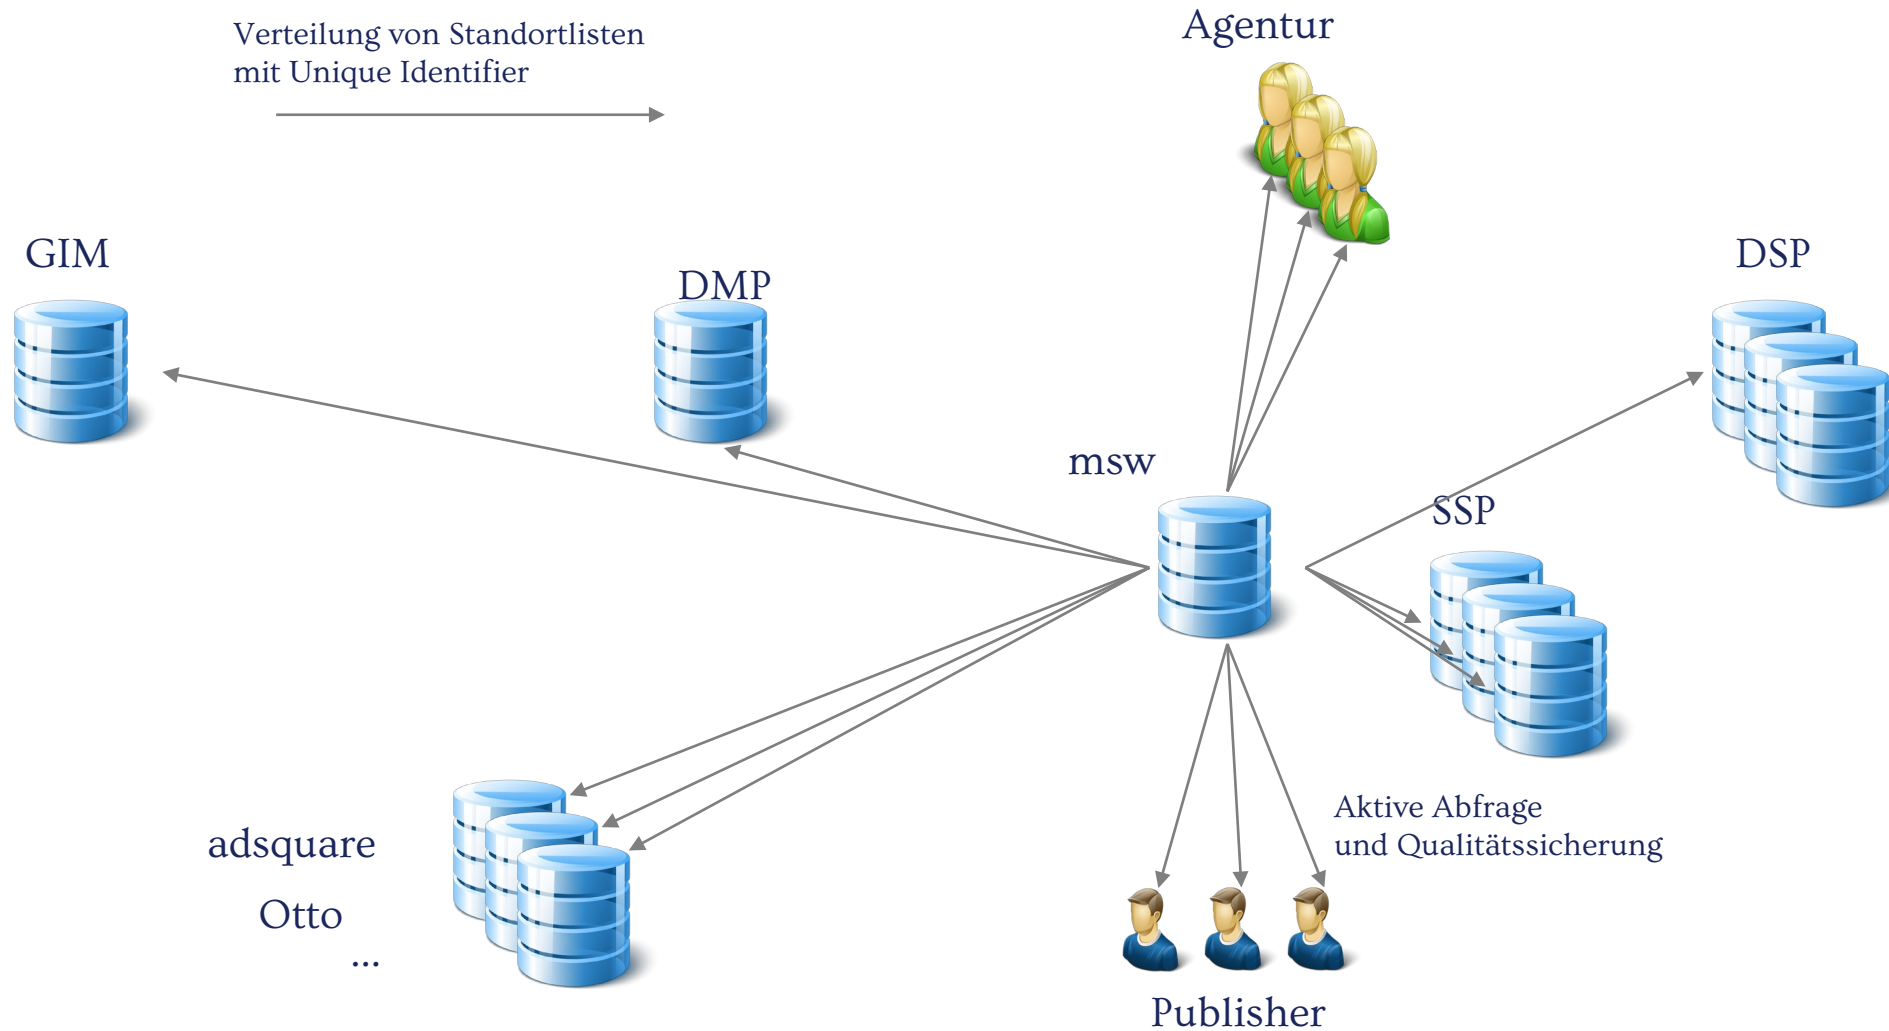 Verteilung von Standortlisten
mit Unique Identifier
Agentur
GIM
DMP
DSP
msw
SSP
adsquare
Otto
...
Aktive Abfrage
und Qualitätssicherung
Publisher